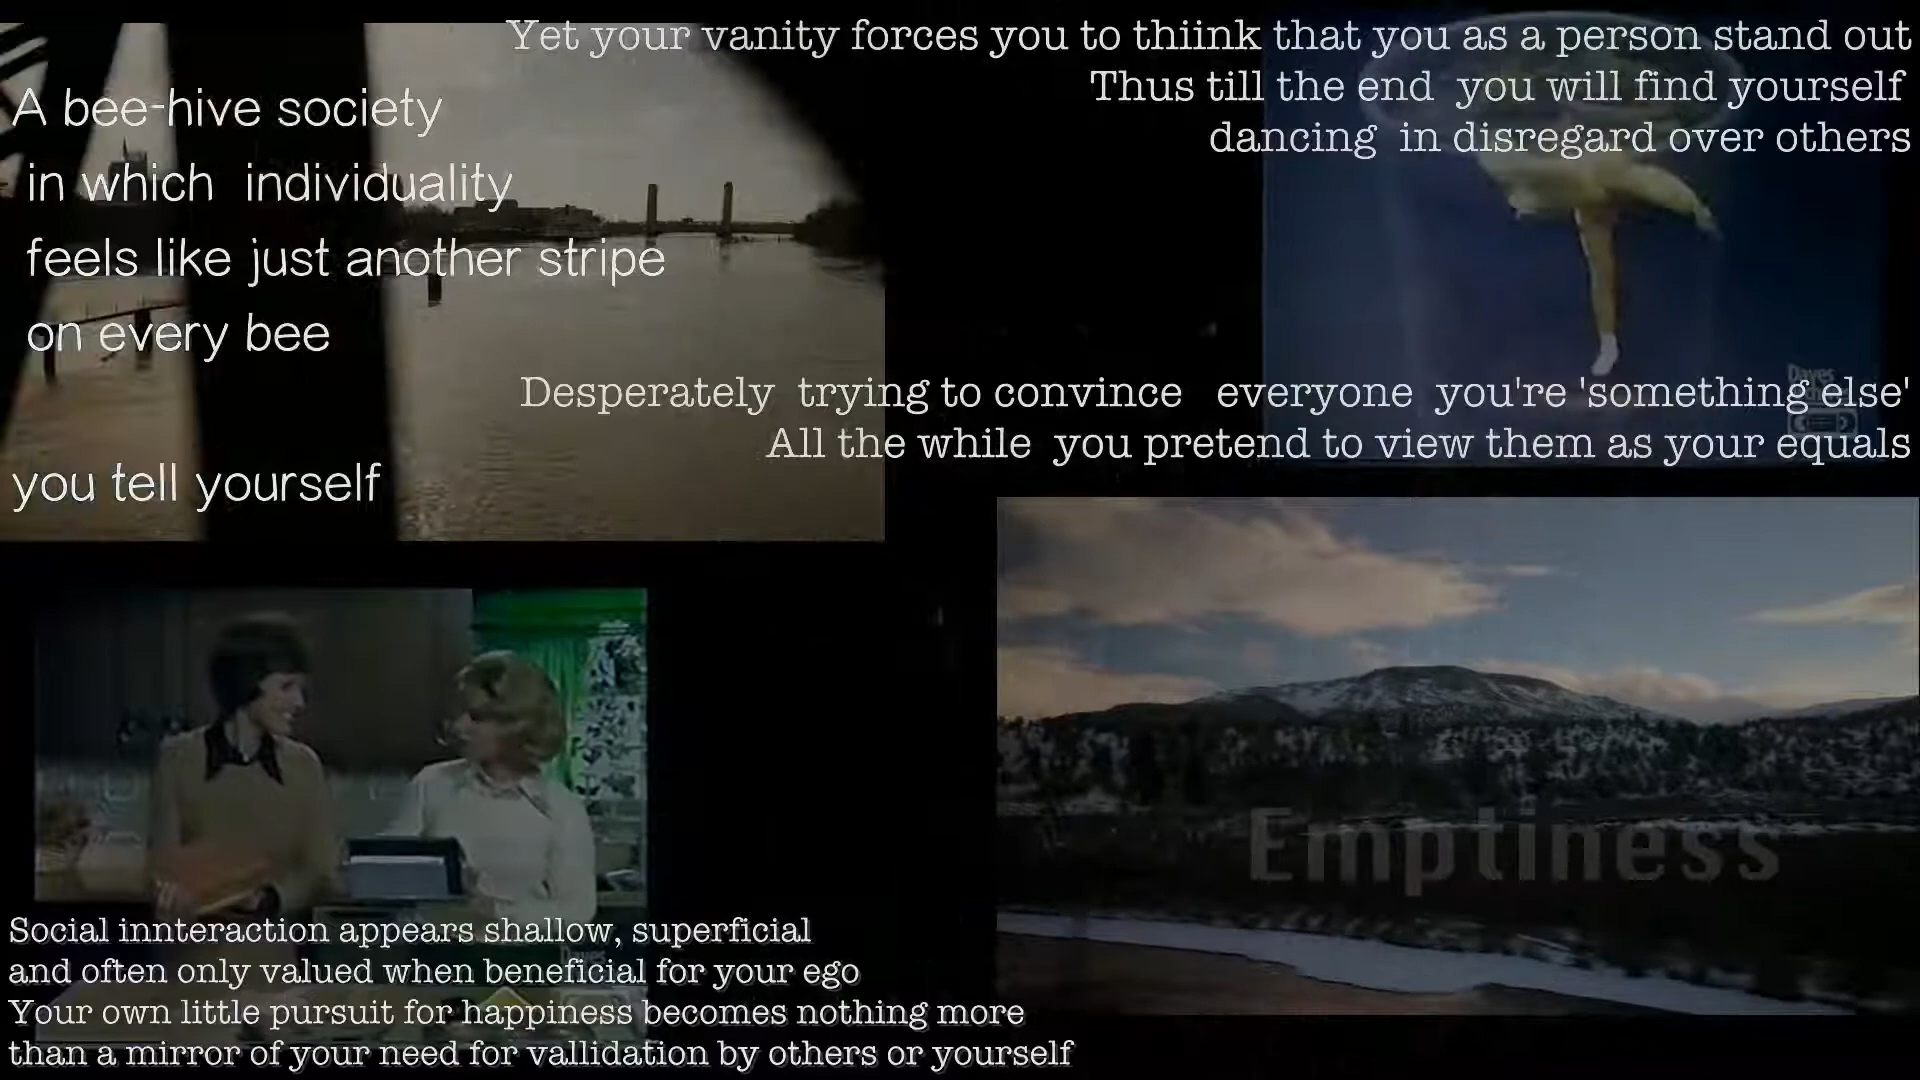 A bee-hive society
in which individuality
feels like just another stripe
on every bee
you tell yourself
Yet your vanity forces you to thiink that you as a person stand out
Thus till the end you will find yourself
dancing in disregard over others
Desperately trying to convince everyone you're 'something else'
All the while you pretend to view them as your equals
Social innteraction appears shallow, superficial
and often only valued when beneficial for your ego
Your own little pursuit for happiness becomes nothing more
than a mirror of your need for vallidation by others or yourself
Emptiness